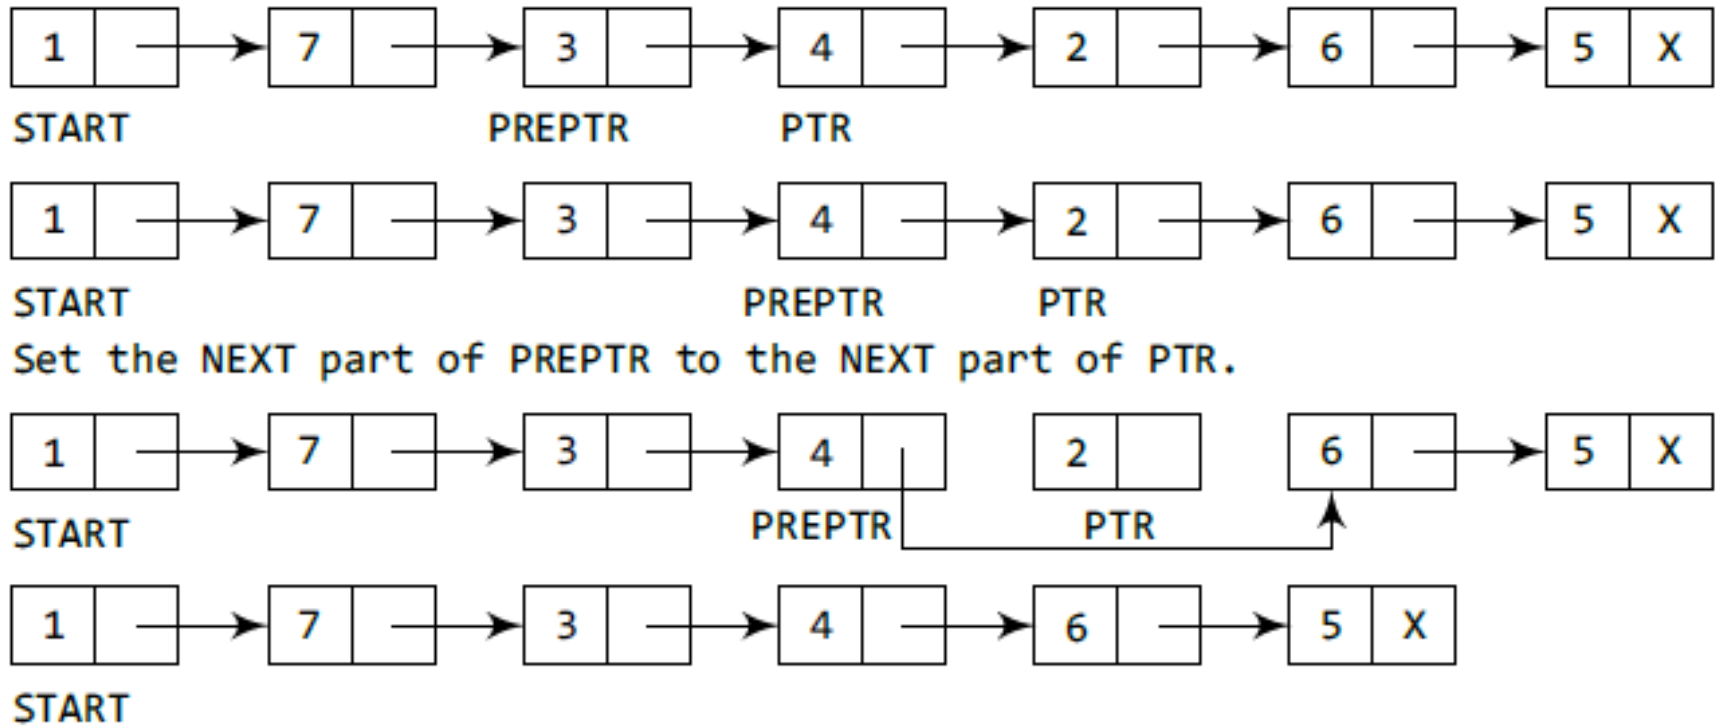 1 7 3 4 2 6 5 X
START PREPTR PTR
1 7 3 4 2 6 5 X
START PREPTR PTR
Set the NEXT part of PREPTR to the NEXT part of PTR.
1 7 3 4 2 6 5 X
START PREPTR PTR
1 7 3 4 6 5 X
START